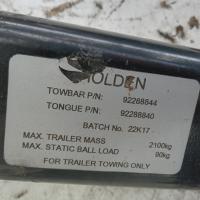 HOLDEN
TOWBAR P/N: 92288844
TONGUE P/N: 92288840
BATCH No. 22K17
MAX. TRAILER MASS 2100kg
MAX. STATIC BALL LOAD 90kg
FOR TRAILER TOWING ONLY